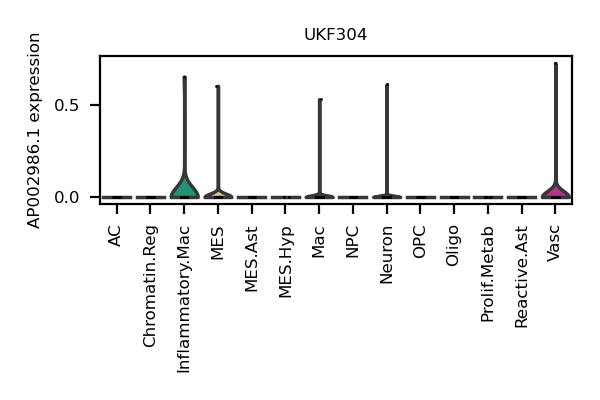 UKF304
AP002986.1 expression
0.5
0.0
AC
Chromatin.Reg
Inflammatory.Mac
MES
MES.Ast
MES.Hyp
Mac
NPC
Neuron
OPC
Oligo
Prolif.Metab
Reactive.Ast
Vasc